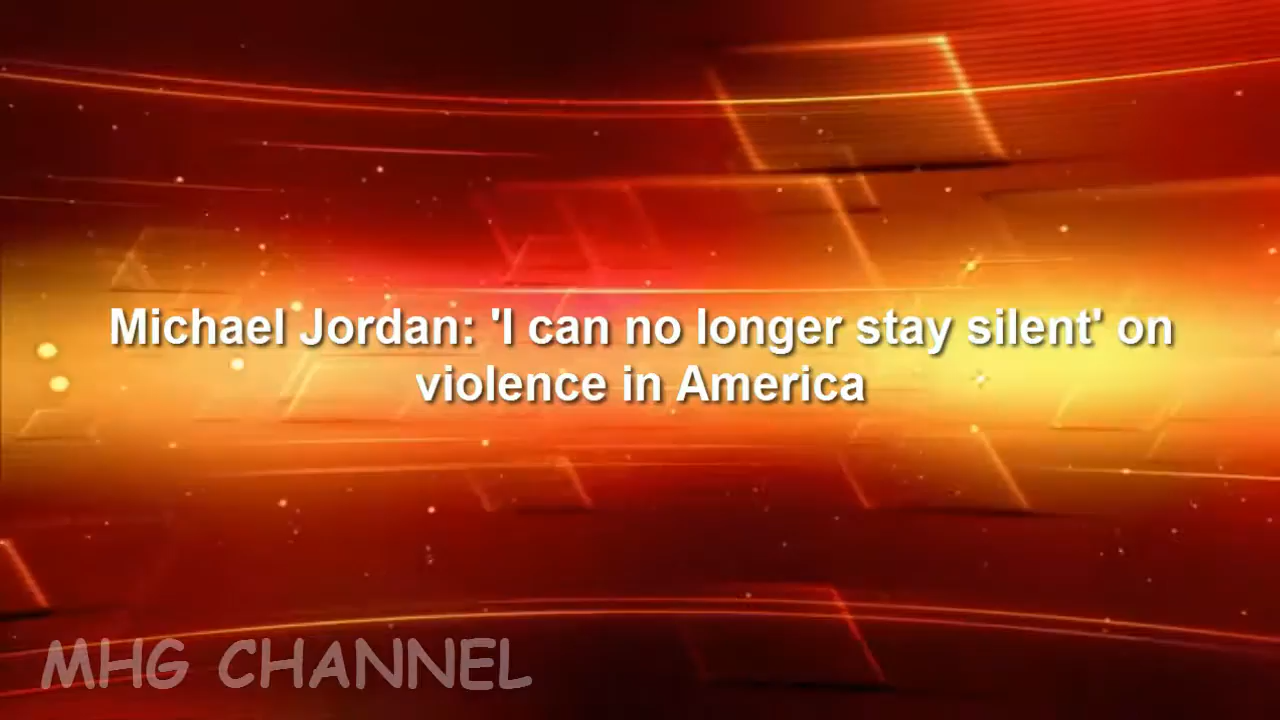 Michael Jordan: 'I can no longer stay silent' on
violence in America
MHG CHANNEL